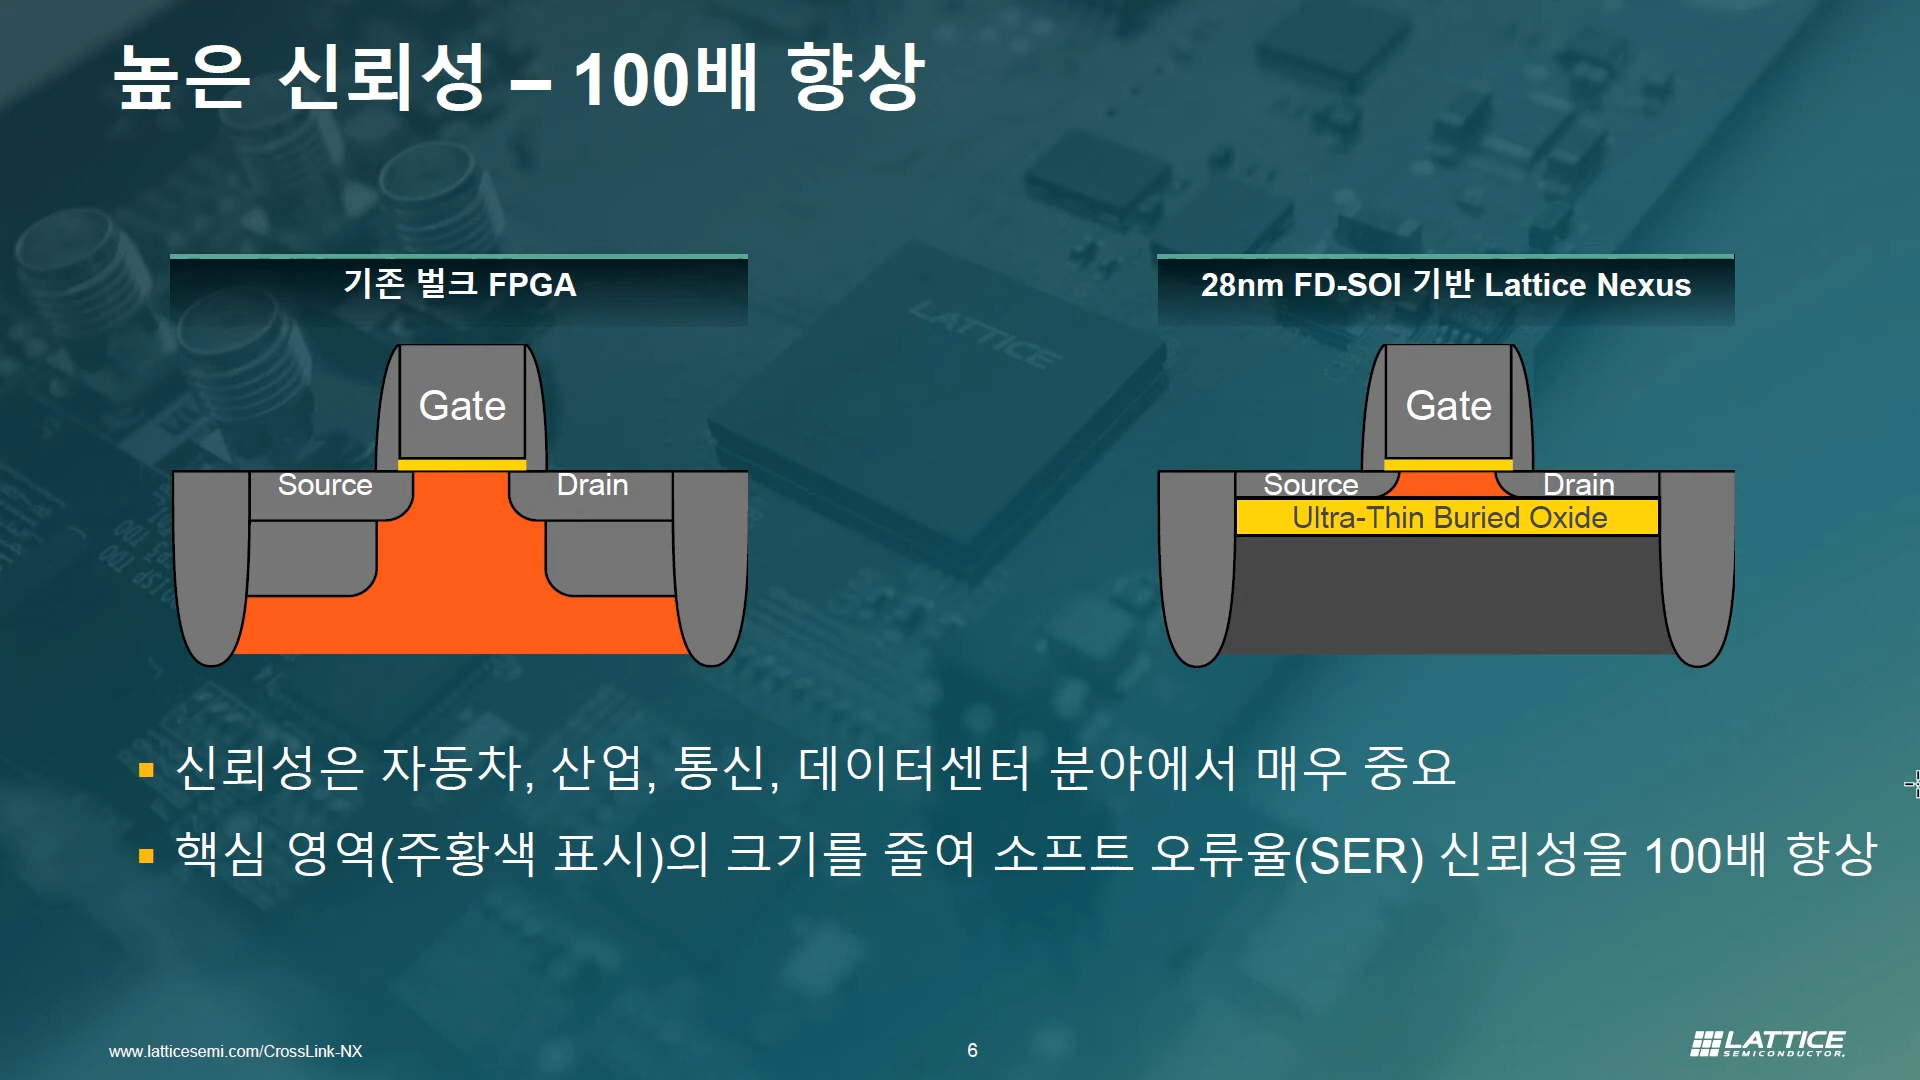 높은 신뢰성 – 100배 향상
기존 벌크 FPGA
Gate
Source
Drain
28nm FD-SOI 기반 Lattice Nexus
Gate
Source
Drain
Ultra-Thin Buried Oxide
LATTICE
▪ 신뢰성은 자동차, 산업, 통신, 데이터센터 분야에서 매우 중요
▪ 핵심 영역(주황색 표시)의 크기를 줄여 소프트 오류율(SER) 신뢰성을 100배 향상
www.latticesemi.com/CrossLink-NX
6
LATTICE
SEMICONDUCTOR.